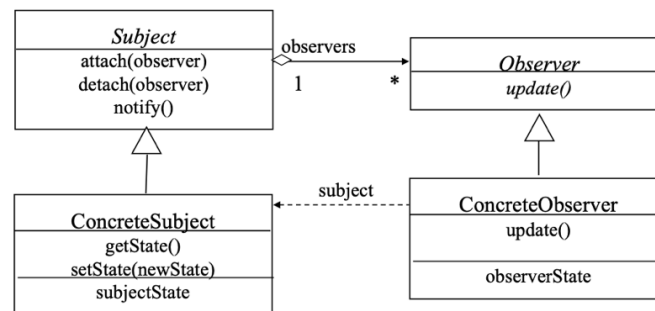 Subject
attach(observer)
detach(observer)
notify()
observers
1
*
Observer
update()
ConcreteSubject
getState()
setState(newState)
subjectState
subject
ConcreteObserver
update()
observerState